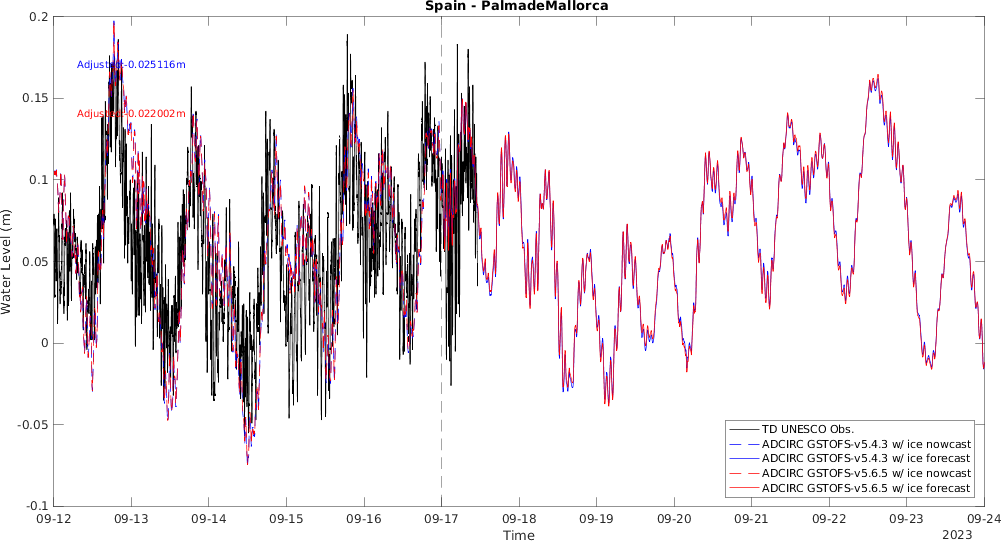 Spain - PalmadeMallorca
0.2
Adjust -0.025116m
0.15
Adjust -0.022002m
0.1
0.05
0
-0.05
-0.1
Water Level (m)
TD UNESCO Obs.
ADCIRC GSTOFS-v5.4.3 w/ ice nowcast
ADCIRC GSTOFS-v5.4.3 w/ ice forecast
ADCIRC GSTOFS-v5.6.5 w/ ice nowcast
ADCIRC GSTOFS-v5.6.5 w/ ice forecast
09-12 09-13 09-14 09-15 09-16 09-17 09-18 09-19 09-20 09-21 09-22 09-23 09-24
Time
2023